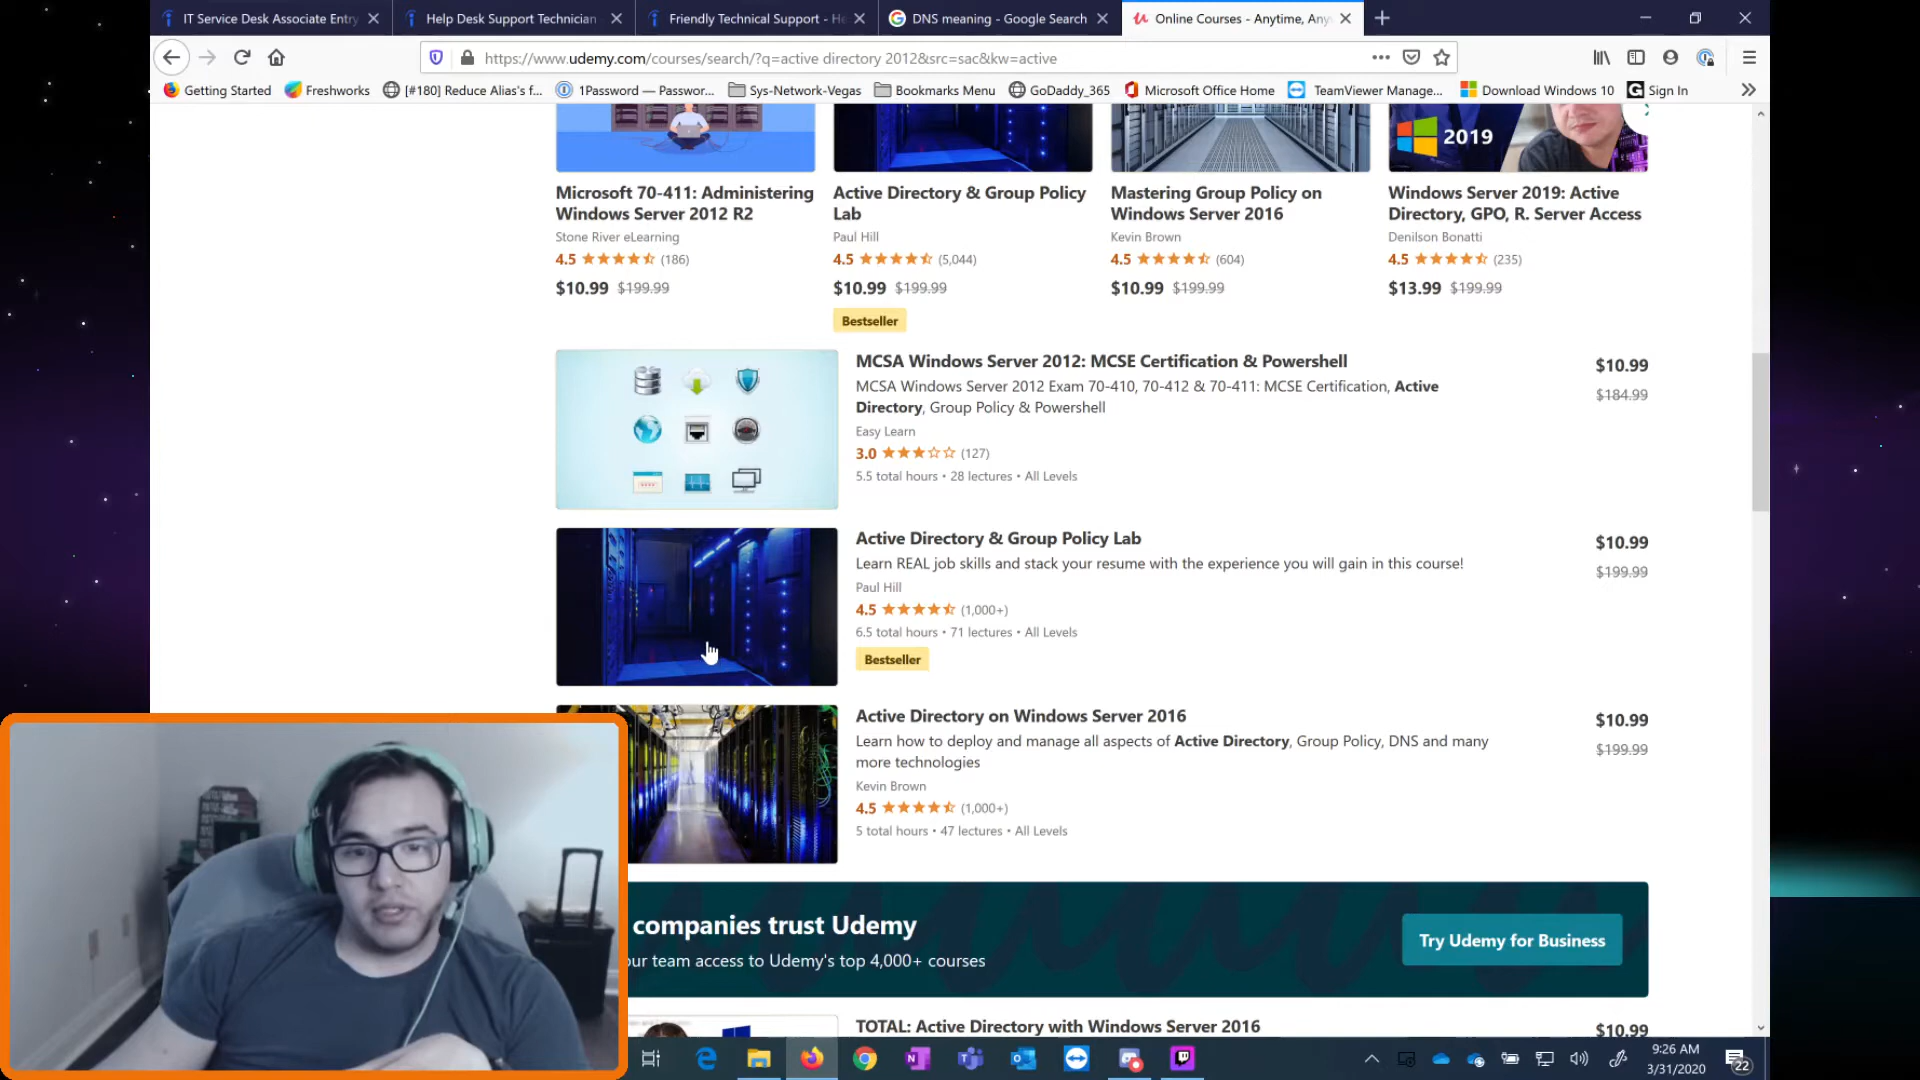 IT Service Desk Associate Entry
Help Desk Support Technician
Friendly Technical Support - He
DNS meaning - Google Search
Online Courses - Anytime, Any
https://www.udemy.com/courses/search/?q=active directory 2012&src=sac&kw=active
Getting Started
Freshworks
[#180] Reduce Alias's f...
1Password — Passwor...
Sys-Network-Vegas
Bookmarks Menu
GoDaddy_365
Microsoft Office Home
TeamViewer Manage...
Download Windows 10
Sign In
2019
Microsoft 70-411: Administering
Windows Server 2012 R2
Stone River eLearning
4.5 (186)
$10.99 $199.99
Active Directory & Group Policy
Lab
Paul Hill
4.5 (5,044)
$10.99 $199.99
Bestseller
Mastering Group Policy on
Windows Server 2016
Kevin Brown
4.5 (604)
$10.99 $199.99
Windows Server 2019: Active
Directory, GPO, R. Server Access
Denilson Bonatti
4.5 (235)
$13.99 $199.99
MCSA Windows Server 2012: MCSE Certification & Powershell
$10.99
MCSA Windows Server 2012 Exam 70-410, 70-412 & 70-411: MCSE Certification, Active
$184.99
Directory, Group Policy & Powershell
Easy Learn
3.0 (127)
5.5 total hours • 28 lectures • All Levels
Active Directory & Group Policy Lab
$10.99
Learn REAL job skills and stack your resume with the experience you will gain in this course!
$199.99
Paul Hill
4.5 (1,000+)
6.5 total hours • 71 lectures • All Levels
Bestseller
Active Directory on Windows Server 2016
$10.99
Learn how to deploy and manage all aspects of Active Directory, Group Policy, DNS and many
$199.99
more technologies
Kevin Brown
4.5 (1,000+)
5 total hours • 47 lectures • All Levels
companies trust Udemy
our team access to Udemy's top 4,000+ courses
Try Udemy for Business
TOTAL: Active Directory with Windows Server 2016
$10.99
9:26 AM
3/31/2020
22